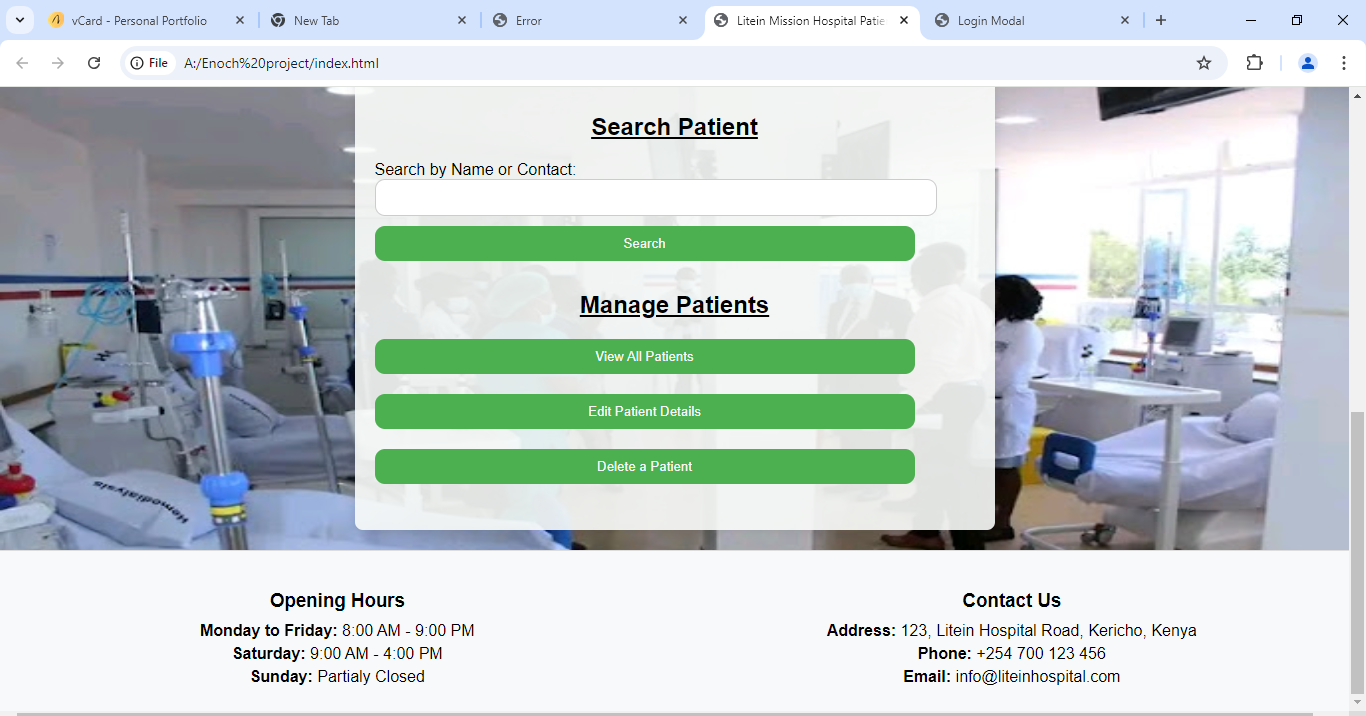 vCard - Personal Portfolio
New Tab
Error
Litein Mission Hospital Patie
Login Modal
File
A:/Enoch%20project/index.html
Search Patient
Search by Name or Contact:
Search
Manage Patients
View All Patients
Edit Patient Details
Delete a Patient
Hemodialysis
Opening Hours
Monday to Friday: 8:00 AM - 9:00 PM
Saturday: 9:00 AM - 4:00 PM
Sunday: Partialy Closed
Contact Us
Address: 123, Litein Hospital Road, Kericho, Kenya
Phone: +254 700 123 456
Email: info@liteinhospital.com